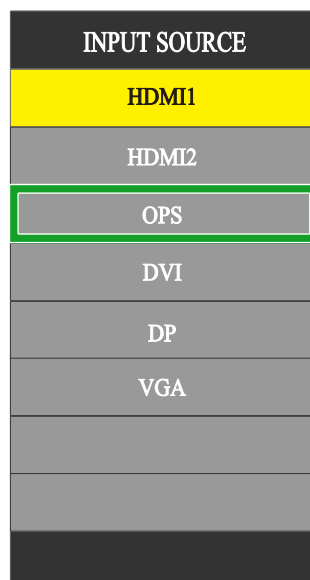 INPUT SOURCE
HDMI1
HDMI2
OPS
DVI
DP
VGA